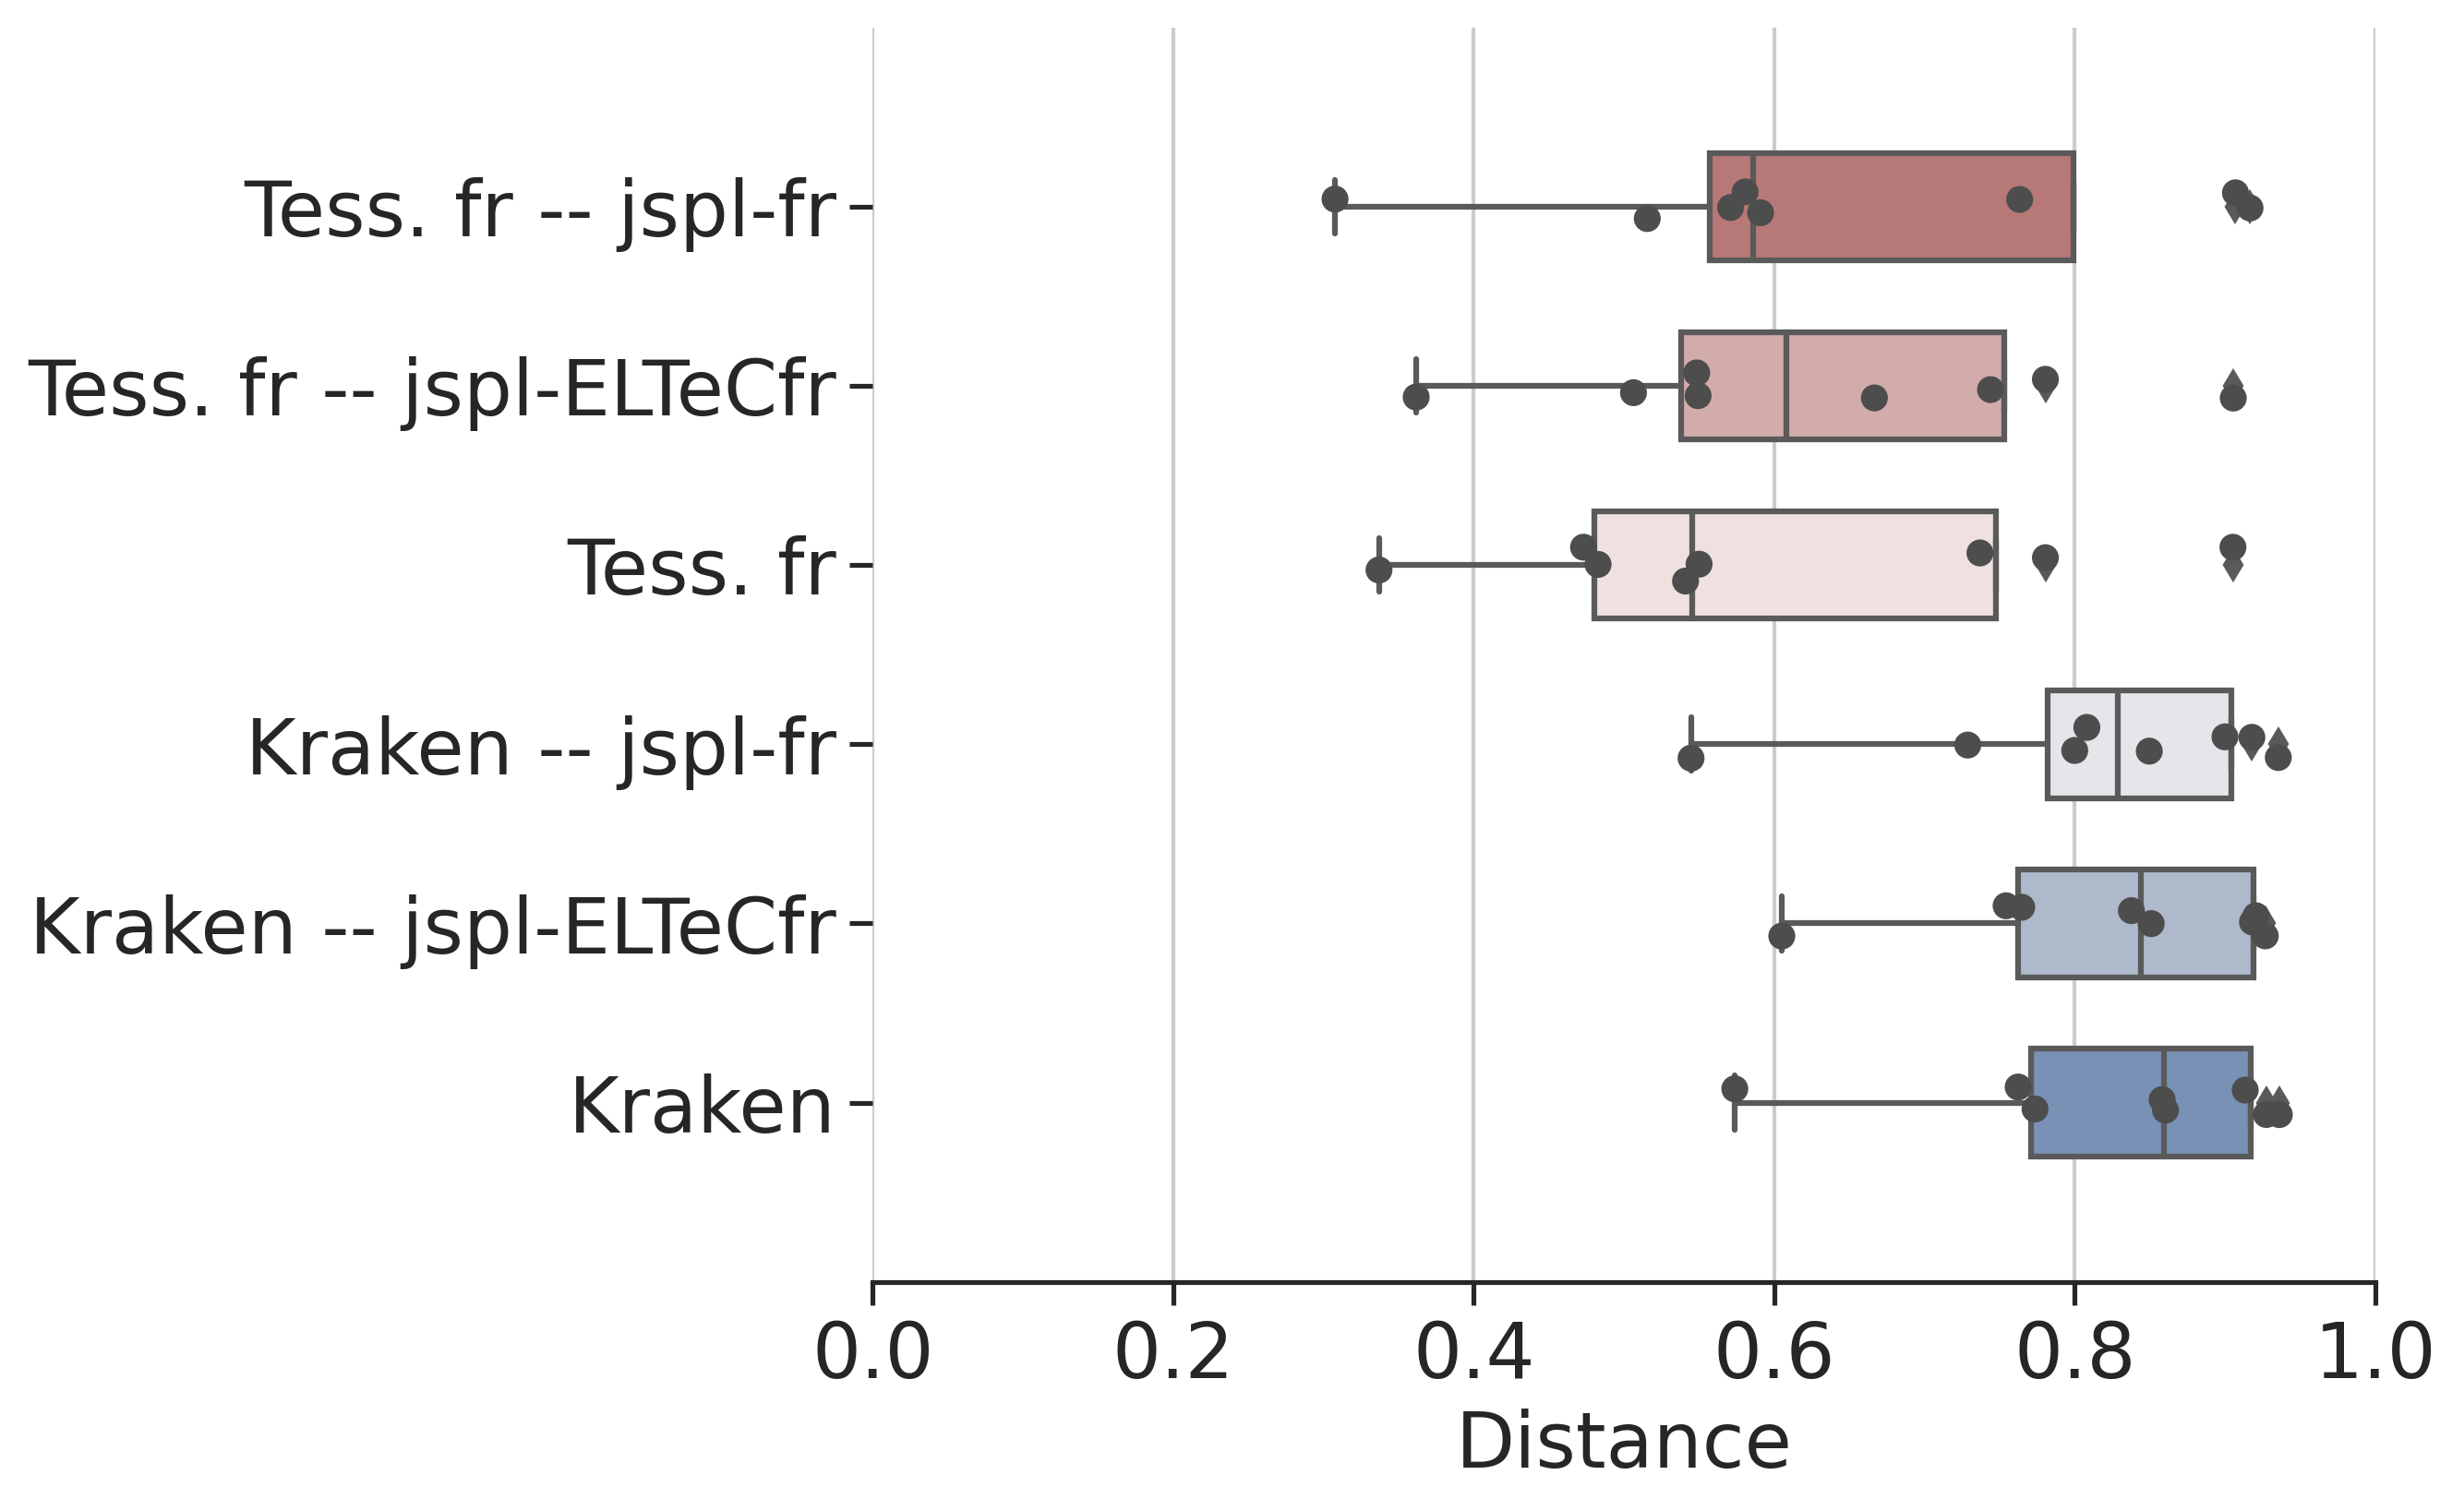 Tess. fr -- jspl-fr
Tess. fr -- jspl-ELTeCfr
Tess. fr
Kraken -- jspl-fr
Kraken -- jspl-ELTeCfr
Kraken
0.0 0.2 0.4 0.6 0.8 1.0
Distance